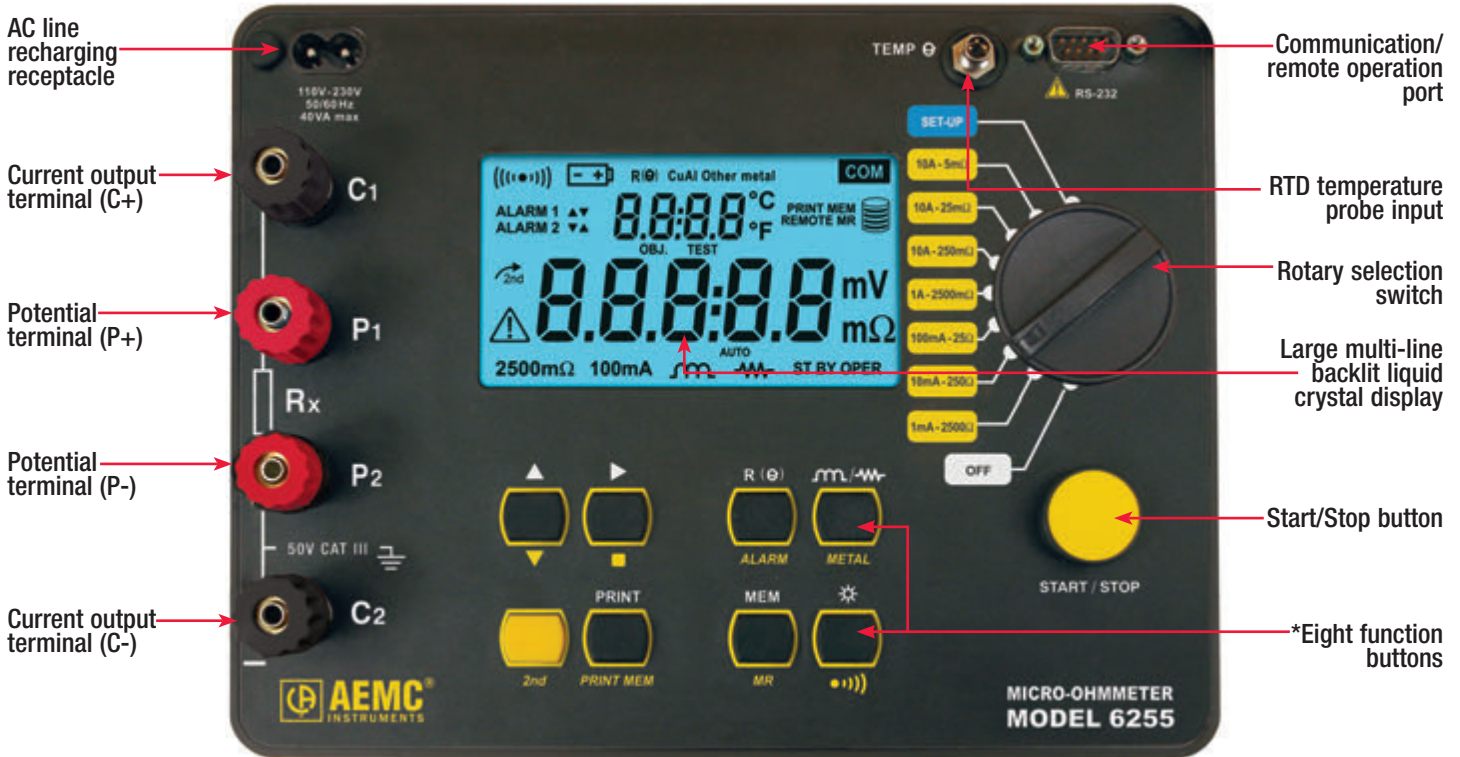 AC line
recharging
receptacle
110V-230V
50/60Hz
40VA max
Current output
terminal (C+)
C1
Potential
terminal (P+)
P1
Rx
Potential
terminal (P-)
P2
50V CAT III
Current output
terminal (C-)
C2
AEMC®
INSTRUMENTS
R(Θ) CuAl Other metal
COM
ALARM 1 ▲▼
ALARM 2 ▼▲
88:88 °C
°F
PRINT MEM
REMOTE MR
OBJ. TEST
2nd
8.8.8:8.8 mV
mΩ
AUTO
2500mΩ 100mA
ST BY OPER
▲
▼
▶
■
R (Θ)
ALARM
METAL
2nd
PRINT
PRINT MEM
MEM
MR
TEMP Θ
RS-232
SET-UP
10A-5mΩ
10A-25mΩ
10A-250mΩ
1A-2500mΩ
100mA-25Ω
10mA-250Ω
1mA-2500Ω
OFF
START / STOP
MICRO-OHMMETER
MODEL 6255
Communication/
remote operation
port
RTD temperature
probe input
Rotary selection
switch
Large multi-line
backlit liquid
crystal display
Start/Stop button
*Eight function
buttons